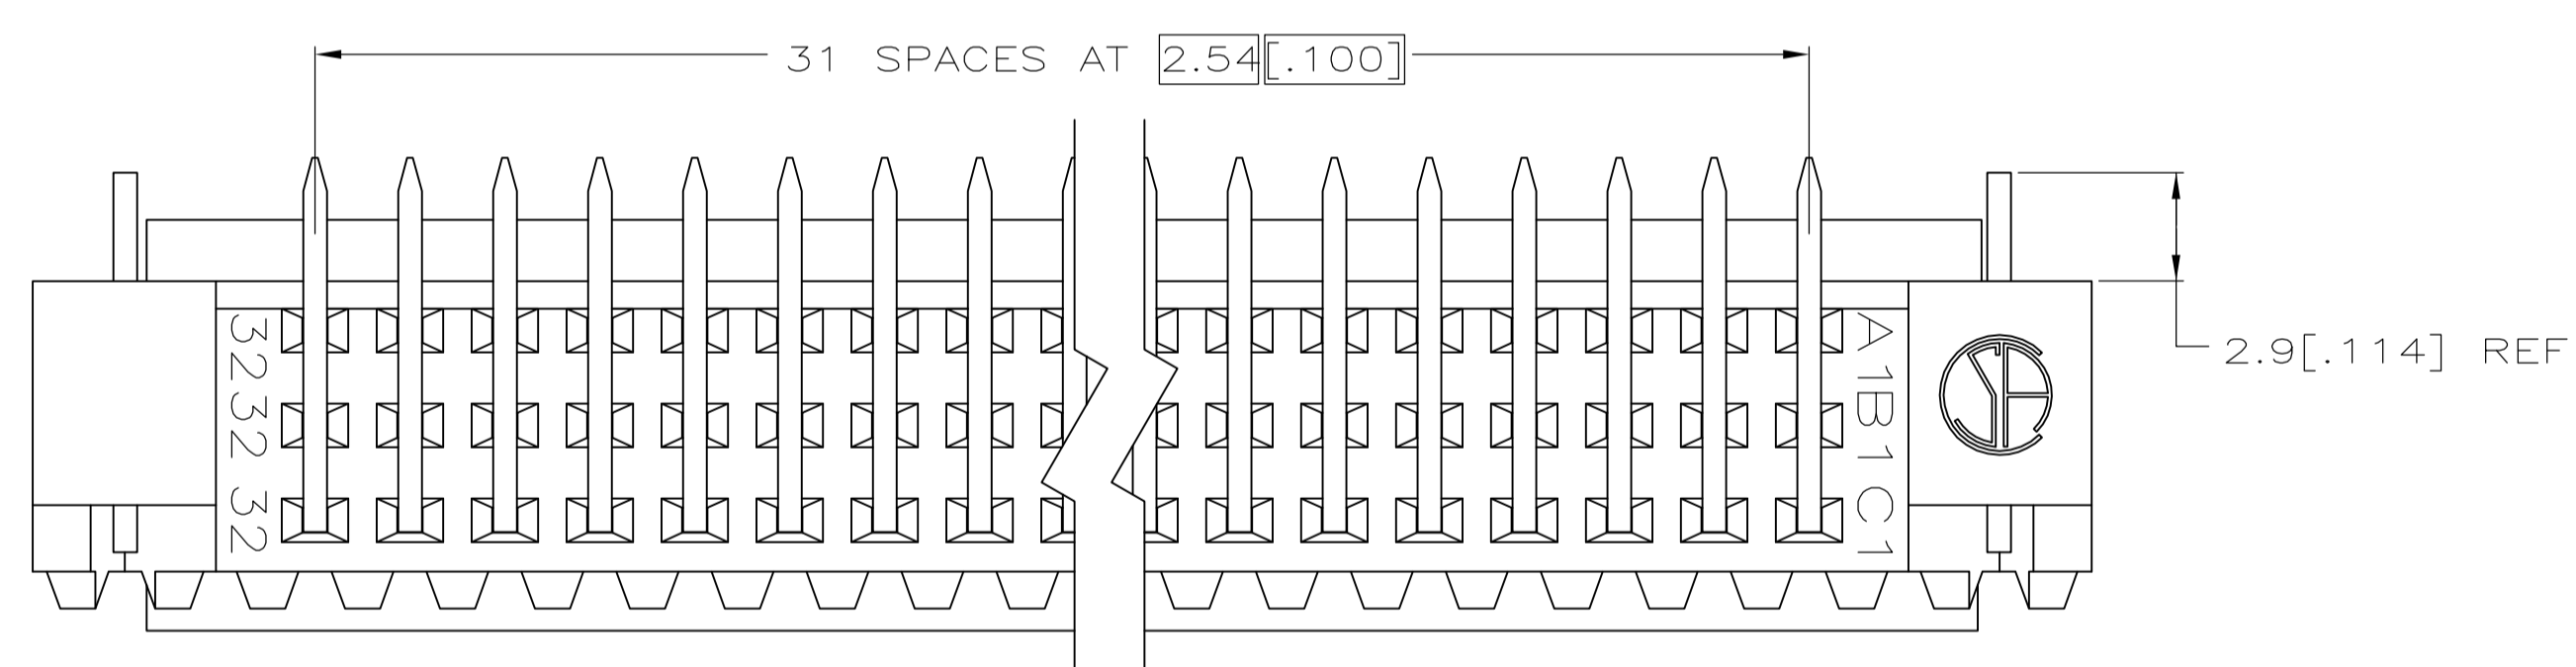 31 SPACES AT 2.54[.100]
2.9[.114] REF
32
32
32
A1
B1
C1